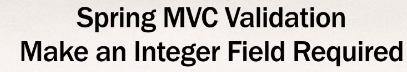 Spring MVC Validation
Make an Integer Field Required